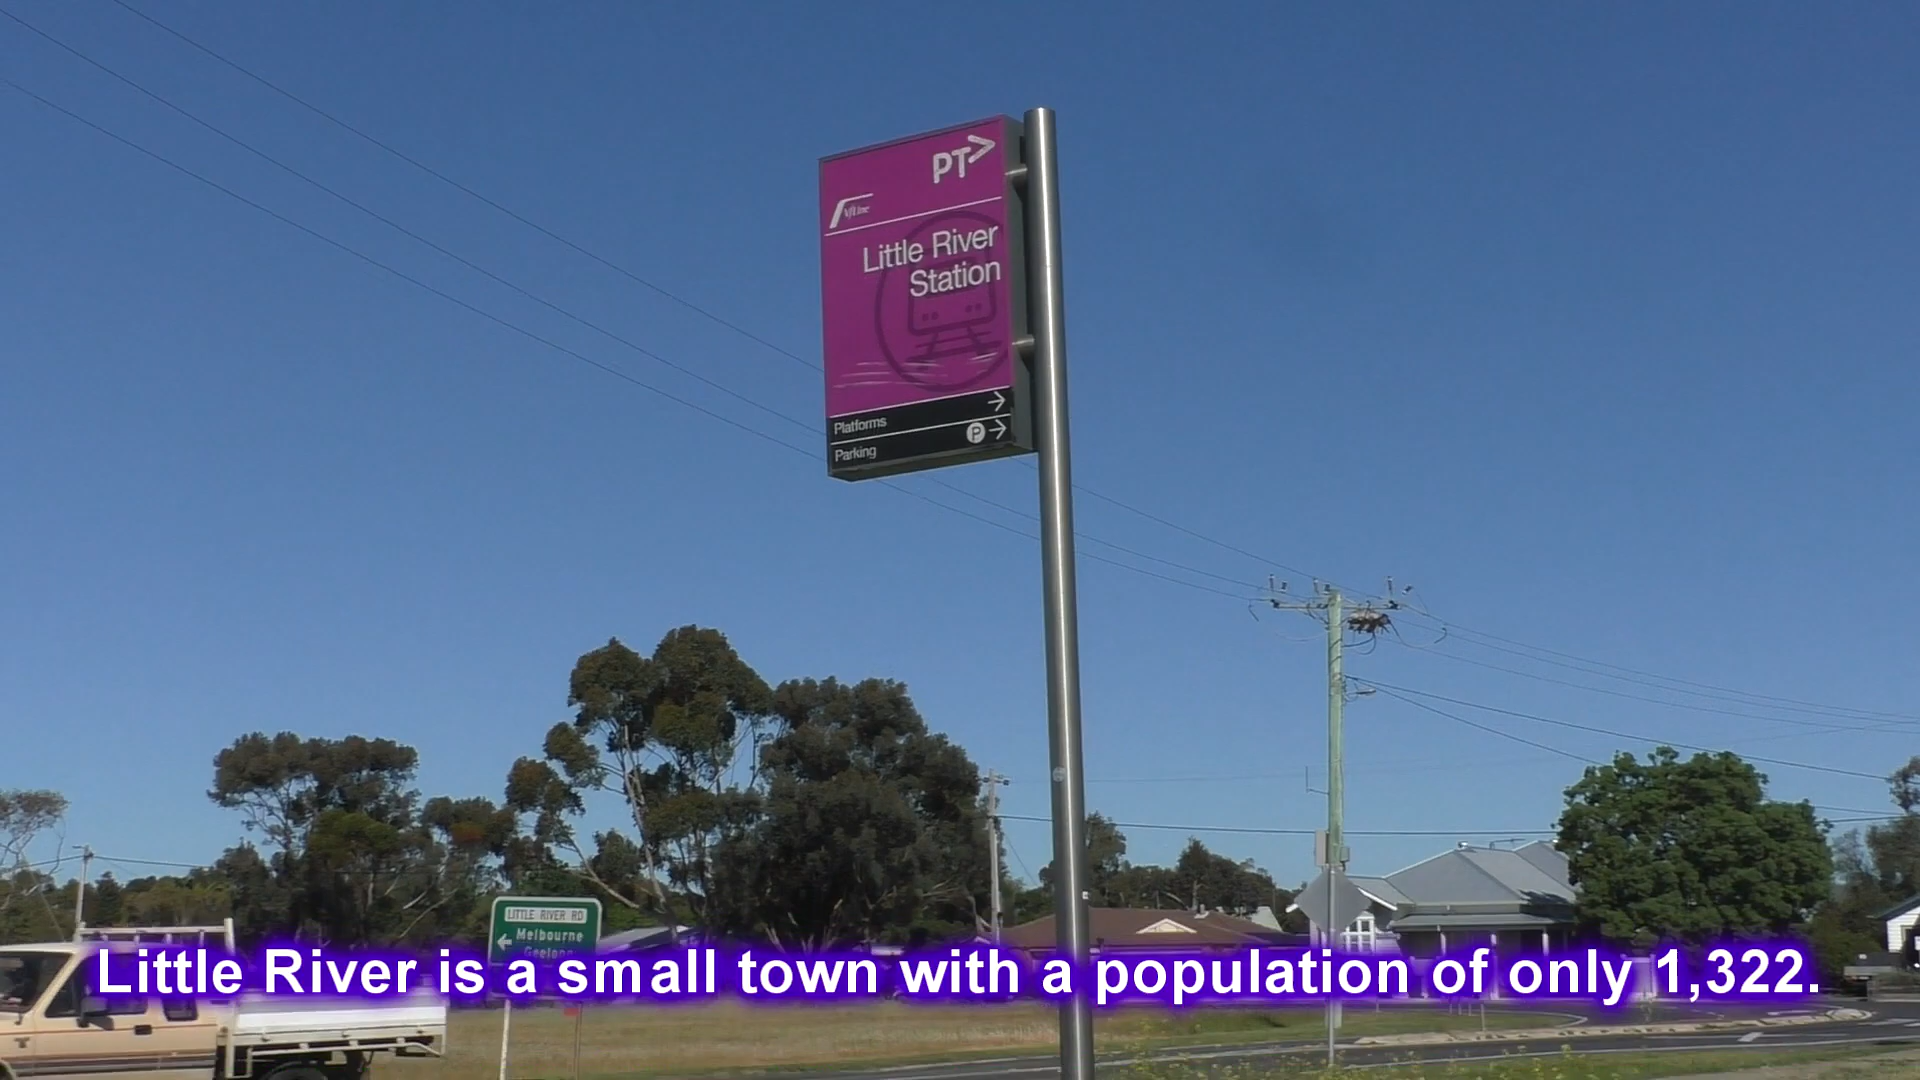 PT>
V/Line
Little River
Station
Platforms
P
Parking
LITTLE RIVER RD
Melbourne
Geelong
Little River is a small town with a population of only 1,322.